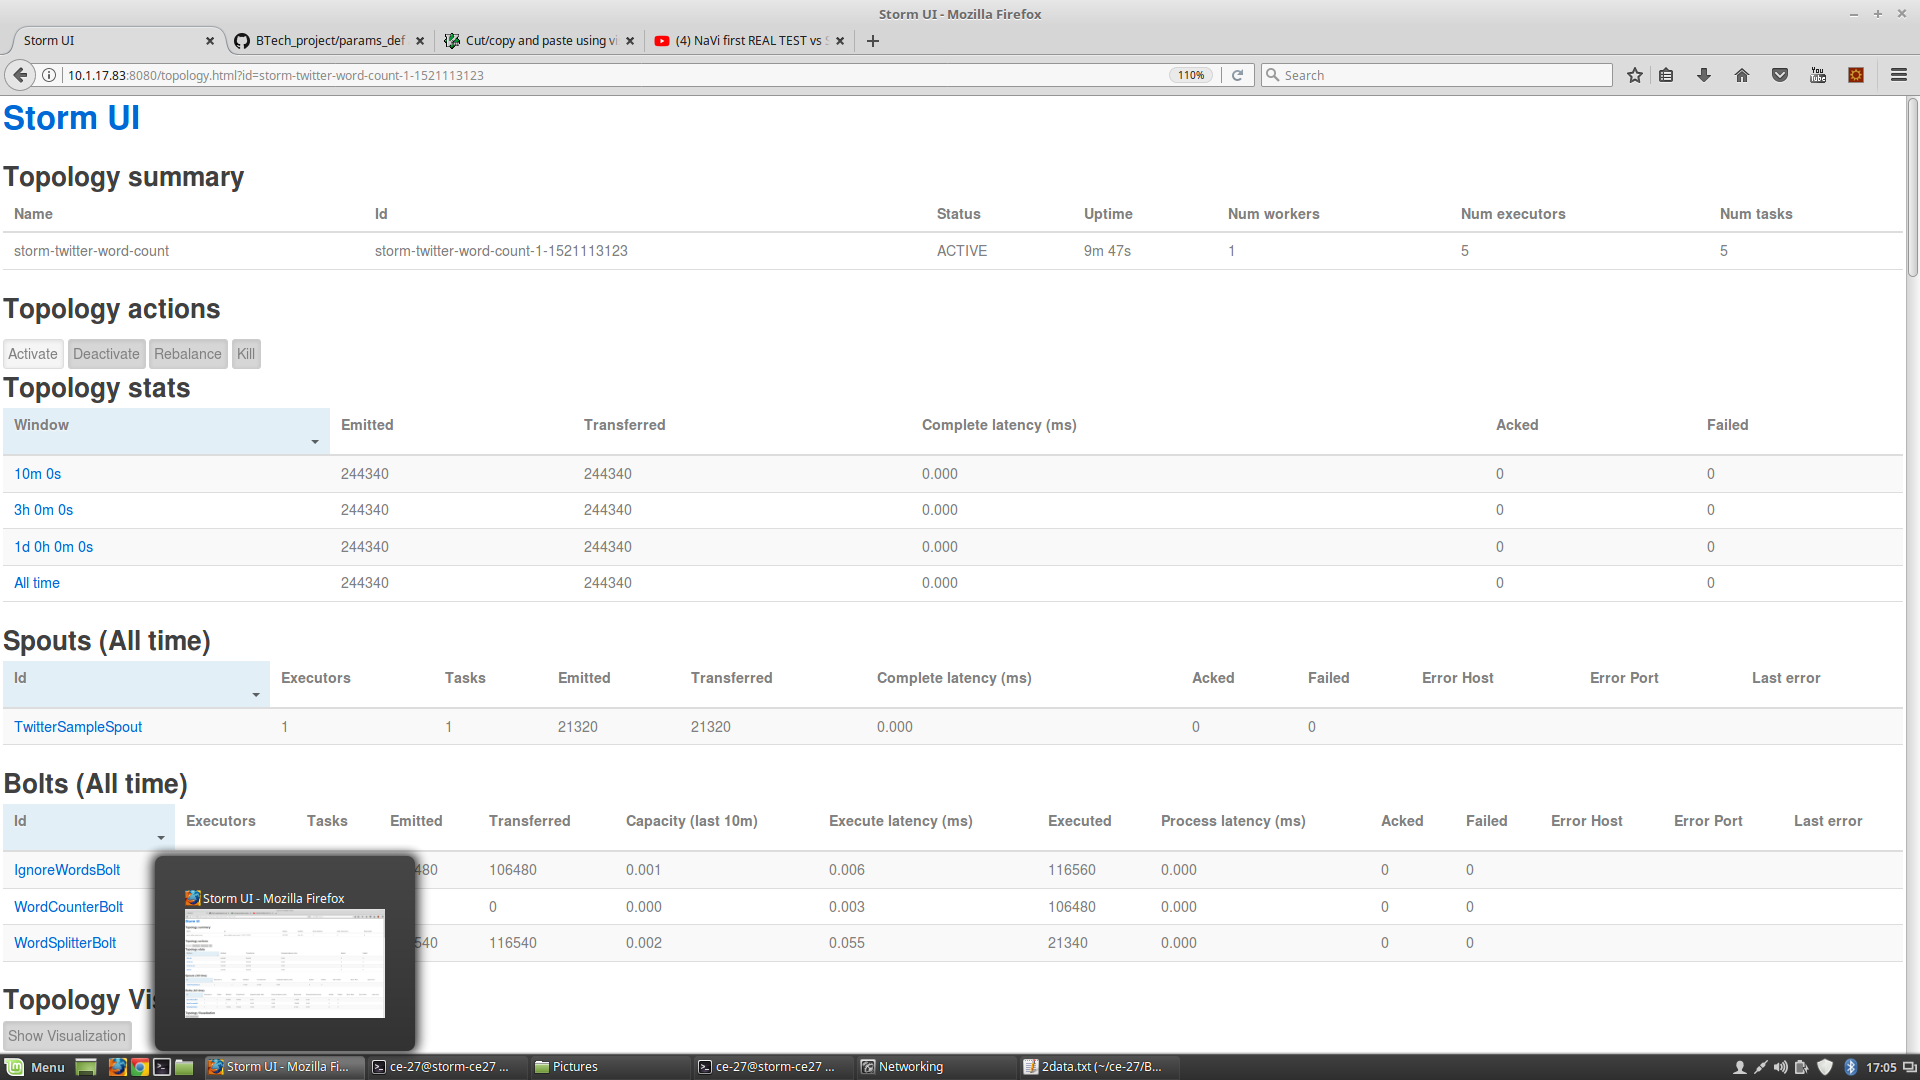 Storm UI - Mozilla Firefox
Storm UI
BTech_project/params_def
Cut/copy and paste using vi
(4) NaVi first REAL TEST vs S
10.1.17.83:8080/topology.html?id=storm-twitter-word-count-1-1521113123
110%
Search
Storm UI
Topology summary
Name Id Status Uptime Num workers Num executors Num tasks
storm-twitter-word-count storm-twitter-word-count-1-1521113123 ACTIVE 9m 47s 1 5 5
Topology actions
Activate Deactivate Rebalance Kill
Topology stats
Window Emitted Transferred Complete latency (ms) Acked Failed
10m 0s 244340 244340 0.000 0 0
3h 0m 0s 244340 244340 0.000 0 0
1d 0h 0m 0s 244340 244340 0.000 0 0
All time 244340 244340 0.000 0 0
Spouts (All time)
Id Executors Tasks Emitted Transferred Complete latency (ms) Acked Failed Error Host Error Port Last error
TwitterSampleSpout 1 1 21320 21320 0.000 0 0
Bolts (All time)
Id Executors Tasks Emitted Transferred Capacity (last 10m) Execute latency (ms) Executed Process latency (ms) Acked Failed Error Host Error Port Last error
IgnoreWordsBolt 480 106480 0.001 0.006 116560 0.000 0 0
WordCounterBolt 0 0.000 0.003 106480 0.000 0 0
WordSplitterBolt 540 116540 0.002 0.055 21340 0.000 0 0
Storm UI - Mozilla Firefox
Topology Vis
Show Visualization
Menu
Storm UI - Mozilla Fi...
ce-27@storm-ce27 ...
Pictures
ce-27@storm-ce27 ...
Networking
2data.txt (~/ce-27/B...
17:05